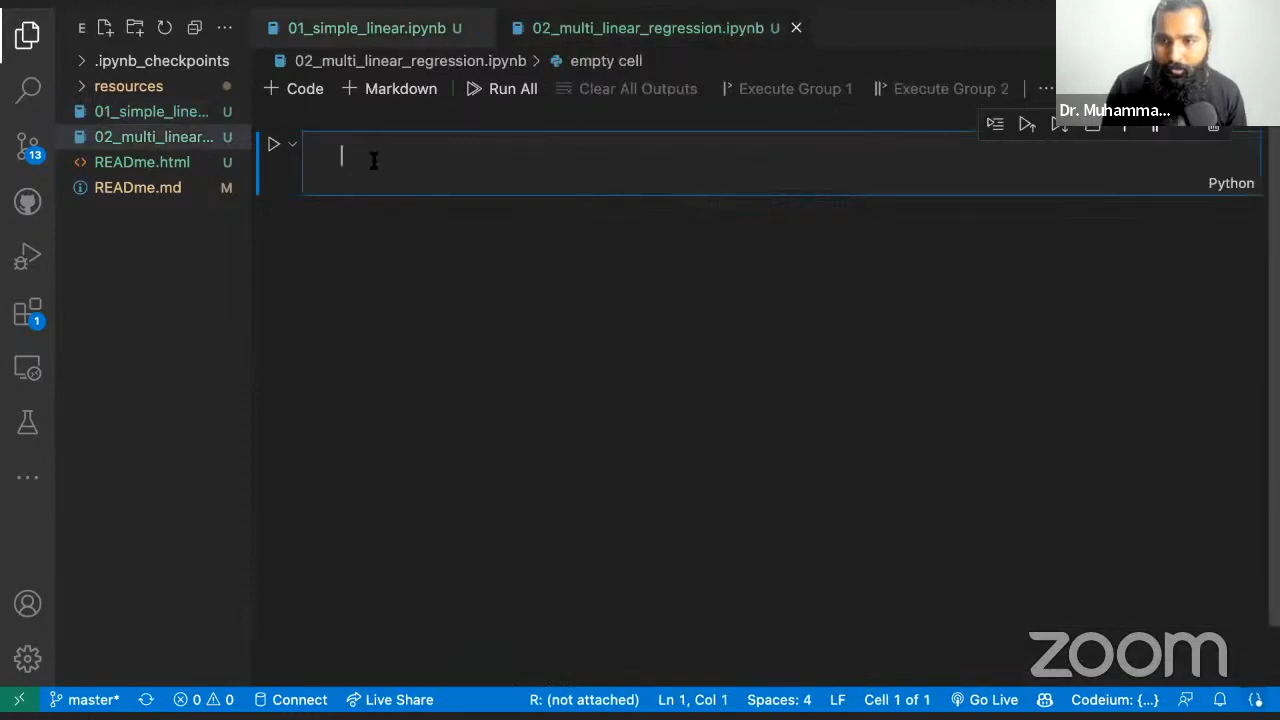 E
01_simple_linear.ipynb U
02_multi_linear_regression.ipynb U
.ipynb_checkpoints
resources
01_simple_line... U
02_multi_linear... U
READme.html U
READme.md M
02_multi_linear_regression.ipynb > empty cell
+ Code + Markdown Run All Clear All Outputs Execute Group 1 Execute Group 2 ...
Dr. Muhamma...
Python
13
1
zoom
master* 0 0 Connect Live Share R: (not attached) Ln 1, Col 1 Spaces: 4 LF Cell 1 of 1 Go Live Codeium: {...}